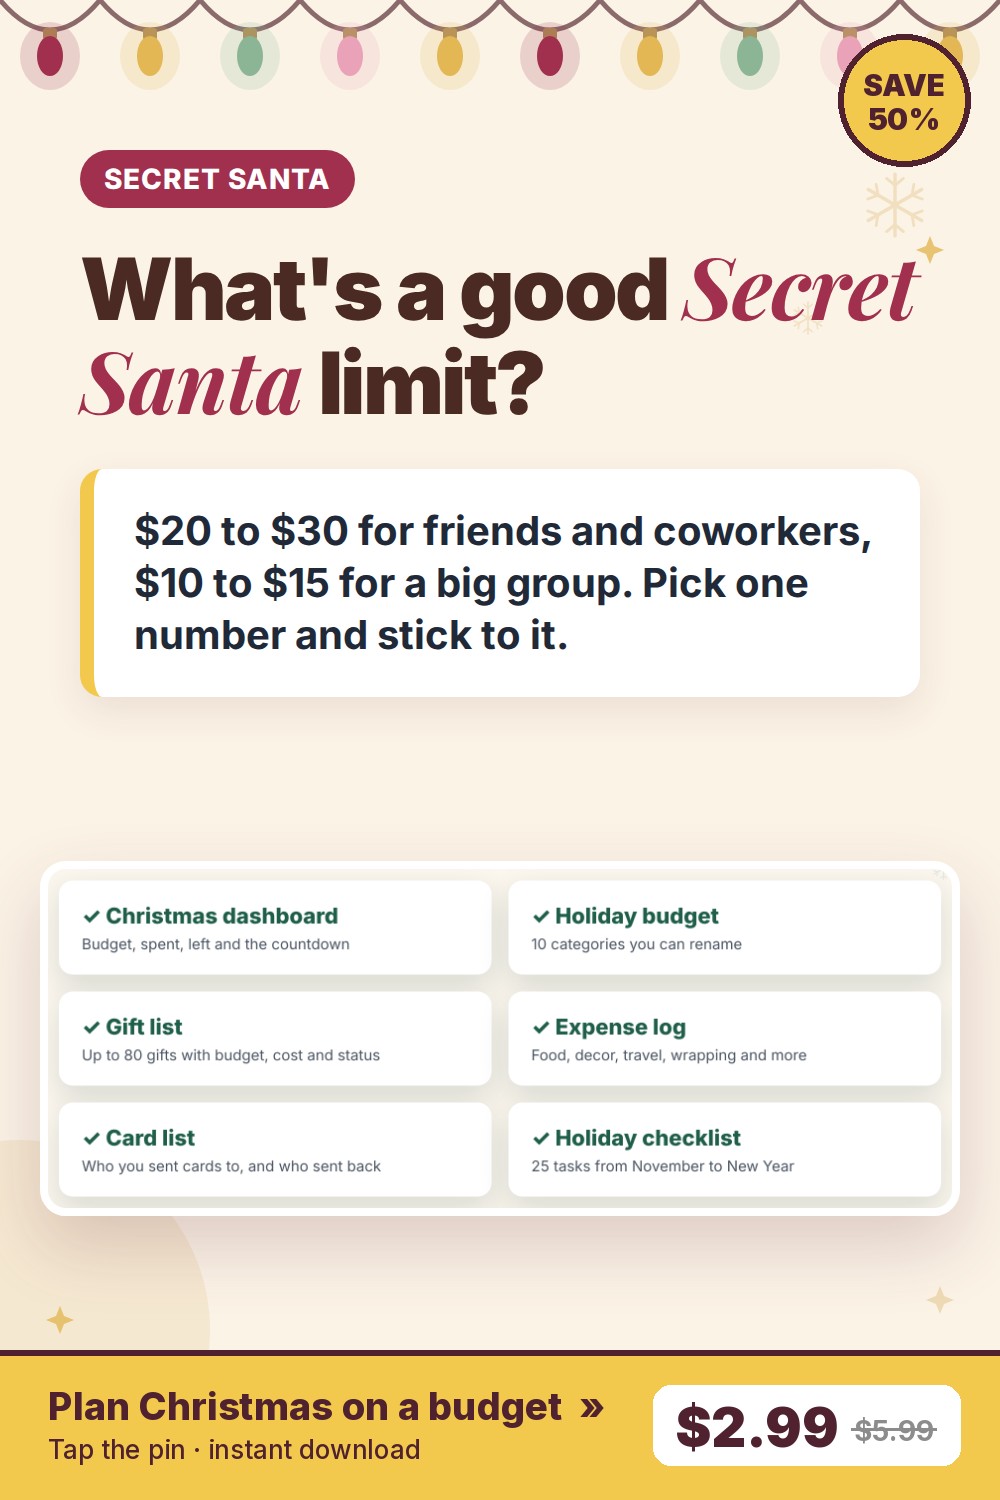 SAVE
50%
SECRET SANTA
What's a good Secret
Santa limit?
$20 to $30 for friends and coworkers,
$10 to $15 for a big group. Pick one
number and stick to it.
✓ Christmas dashboard
Budget, spent, left and the countdown
✓ Holiday budget
10 categories you can rename
✓ Gift list
Up to 80 gifts with budget, cost and status
✓ Expense log
Food, decor, travel, wrapping and more
✓ Card list
Who you sent cards to, and who sent back
✓ Holiday checklist
25 tasks from November to New Year
Plan Christmas on a budget »
Tap the pin · instant download
$2.99 $5.99